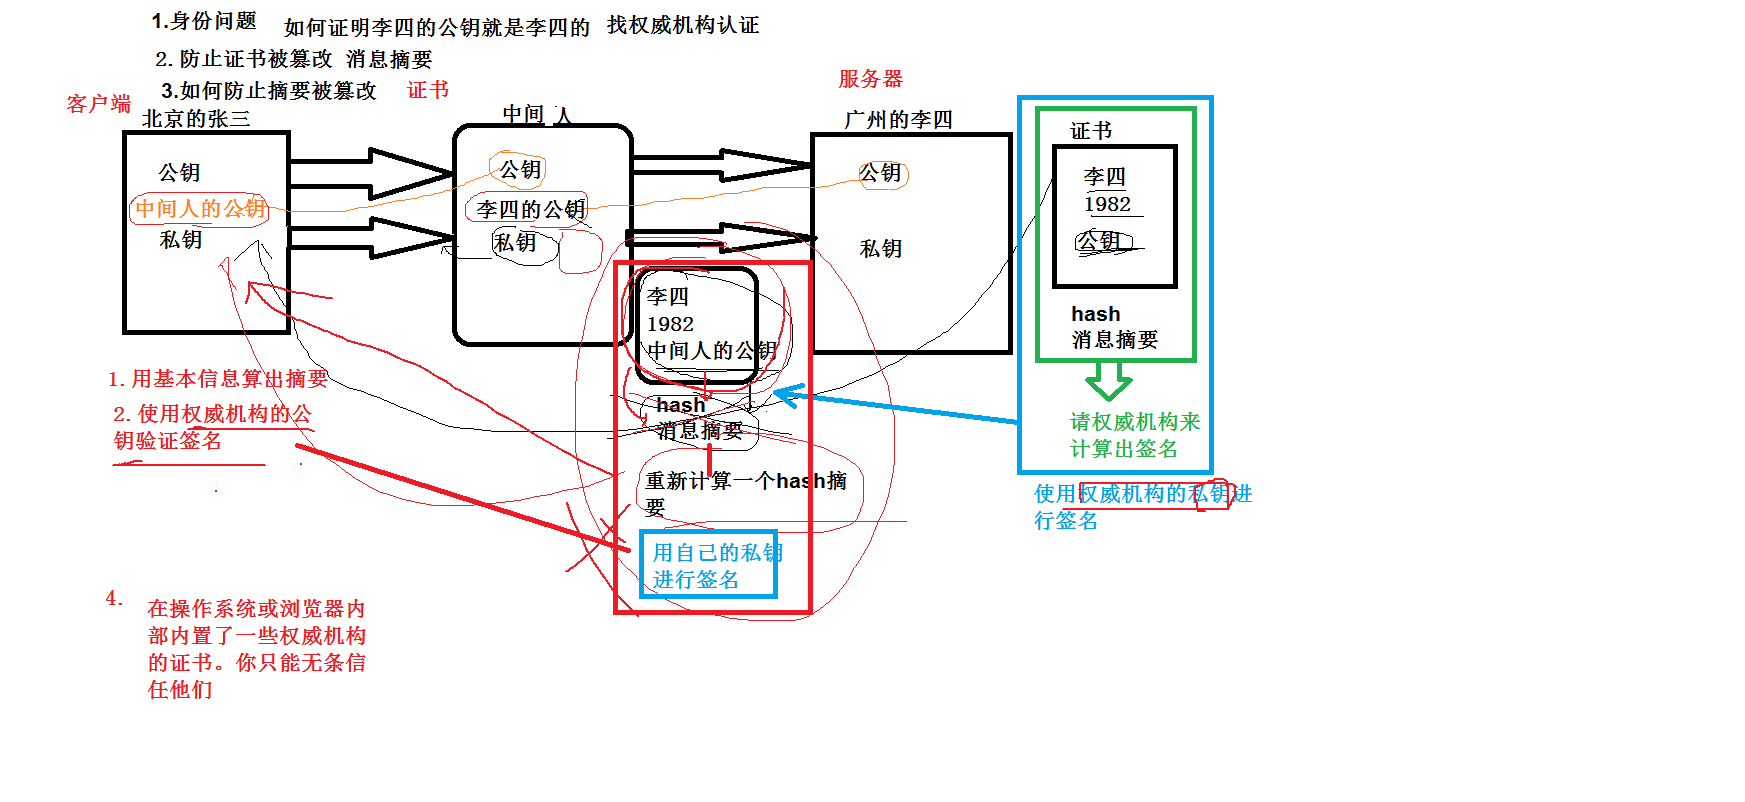 1.身份问题 如何证明李四的公钥就是李四的 找权威机构认证
2.防止证书被篡改 消息摘要
3.如何防止摘要被篡改 证书
客户端
北京的张三
公钥
中间人的公钥
私钥
中间 人
公钥
李四的公钥
私钥
服务器
广州的李四
公钥
私钥
证书
李四
1982
公钥
hash
消息摘要
请权威机构来
计算出签名
使用权威机构的私钥进
行签名
李四
1982
中间人的公钥
hash
消息摘要
重新计算一个hash摘
要
用自己的私钥
进行签名
1.用基本信息算出摘要
2.使用权威机构的公
钥验证签名
4.
在操作系统或浏览器内
部内置了一些权威机构
的证书。你只能无条信
任他们